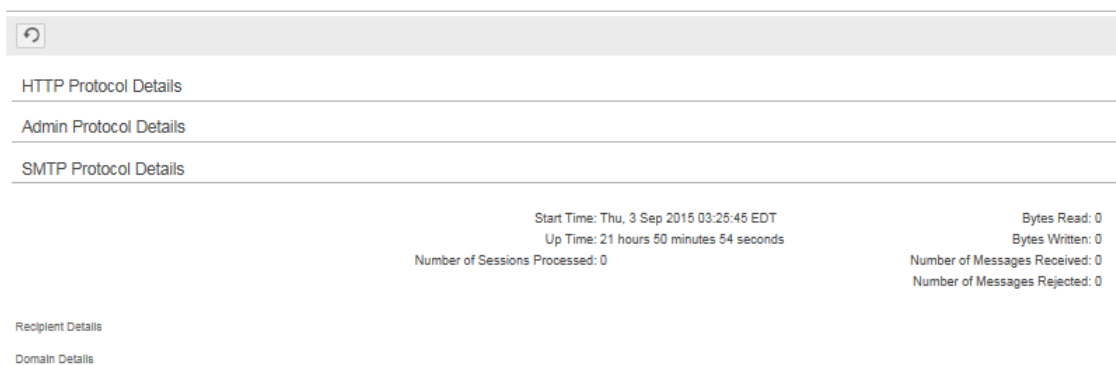 HTTP Protocol Details
Admin Protocol Details
SMTP Protocol Details
Start Time: Thu, 3 Sep 2015 03:25:45 EDT
Bytes Read: 0
Up Time: 21 hours 50 minutes 54 seconds
Bytes Written: 0
Number of Sessions Processed: 0
Number of Messages Received: 0
Number of Messages Rejected: 0
Recipient Details
Domain Details